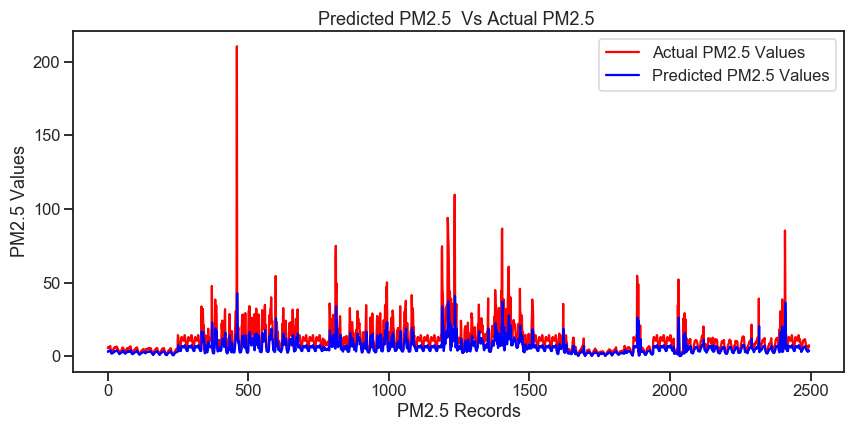 Predicted PM2.5  Vs Actual PM2.5
Actual PM2.5 Values
Predicted PM2.5 Values
PM2.5 Values
200
150
100
50
0
0 500 1000 1500 2000 2500
PM2.5 Records